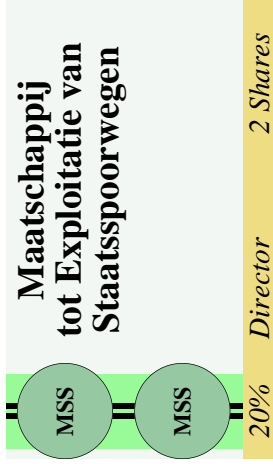 Maatschappij
tot Exploitatie van
Staatsspoorwegen
MSS
MSS
20% Director 2 Shares